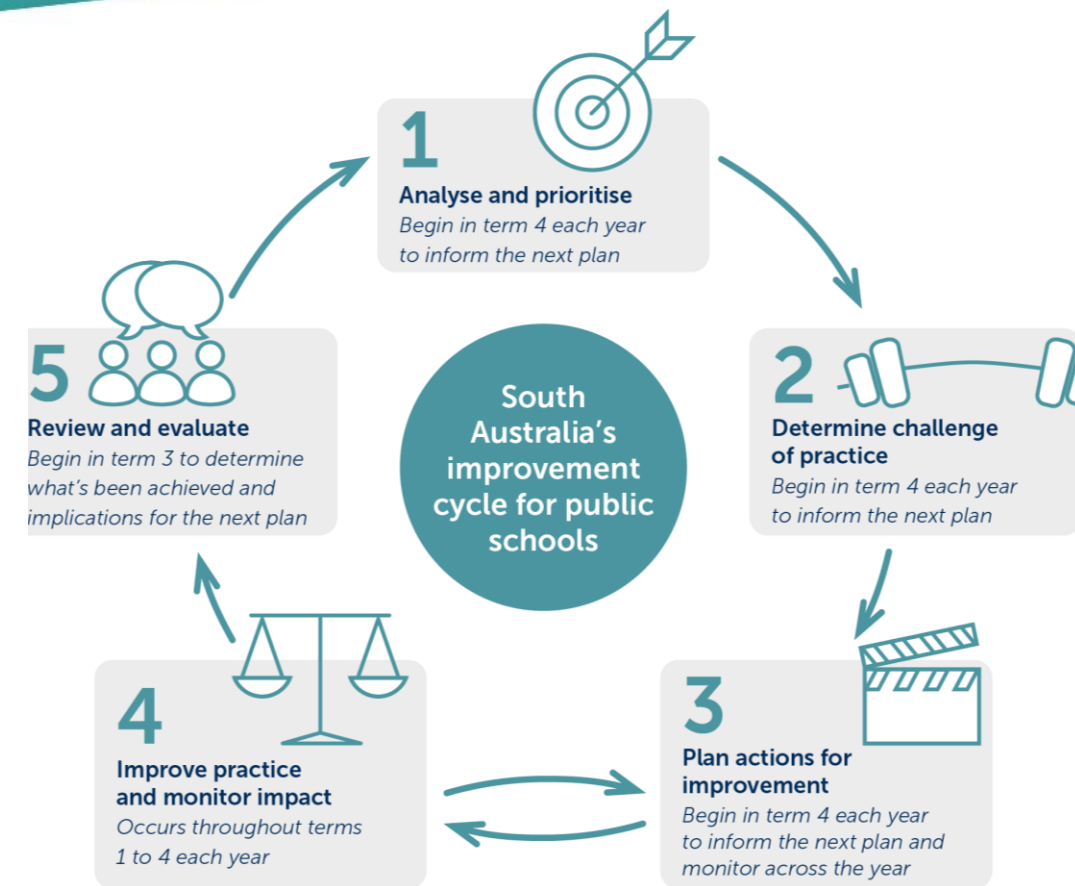 1
Analyse and prioritise
Begin in term 4 each year
to inform the next plan
2
Determine challenge
of practice
Begin in term 4 each year
to inform the next plan
3
Plan actions for
improvement
Begin in term 4 each year
to inform the next plan and
monitor across the year
4
Improve practice
and monitor impact
Occurs throughout terms
1 to 4 each year
5
Review and evaluate
Begin in term 3 to determine
what's been achieved and
implications for the next plan
South
Australia's
improvement
cycle for public
schools